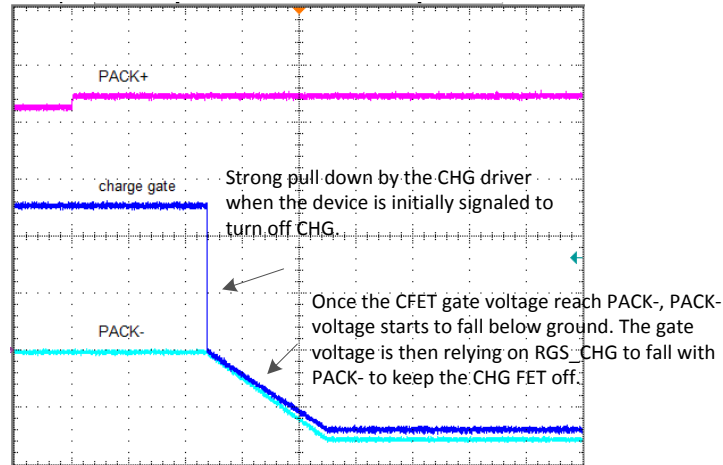 PACK+
charge gate
Strong pull down by the CHG driver
when the device is initially signaled to
turn off CHG.
Once the CFET gate voltage reach PACK-, PACK-
voltage starts to fall below ground. The gate
voltage is then relying on RGS_CHG to fall with
PACK- to keep the CHG FET off.
PACK-